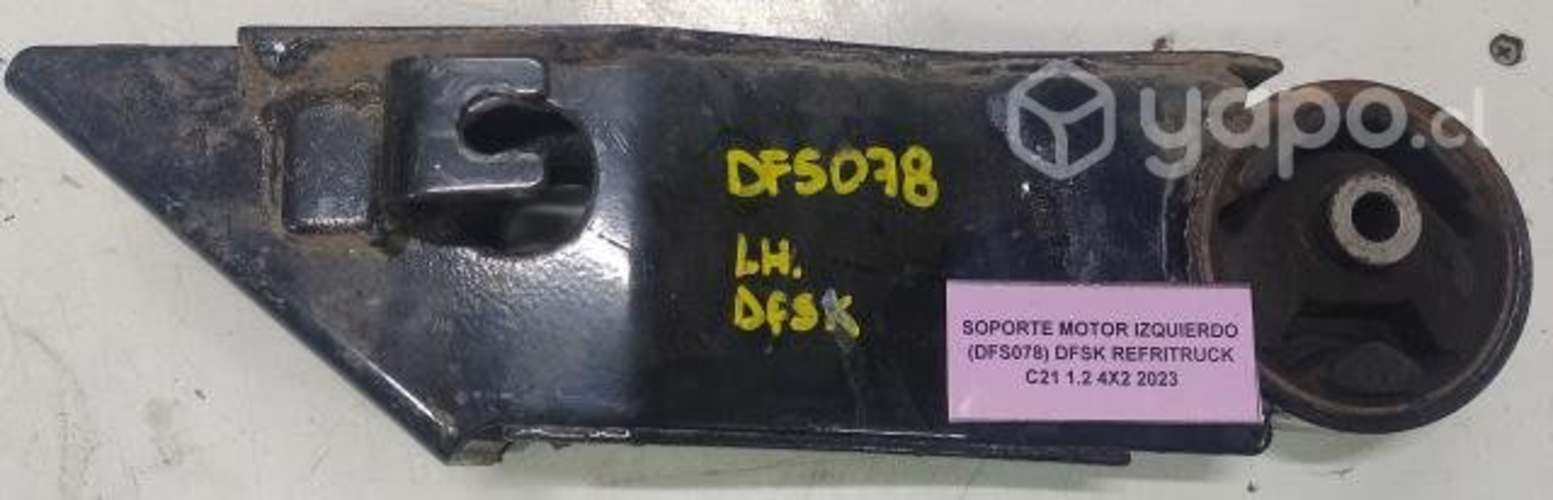 yapo.cl
DFS078
LH.
DFSK
SOPORTE MOTOR IZQUIERDO
(DFS078) DFSK REFRITRUCK
C21 1.2 4X2 2023